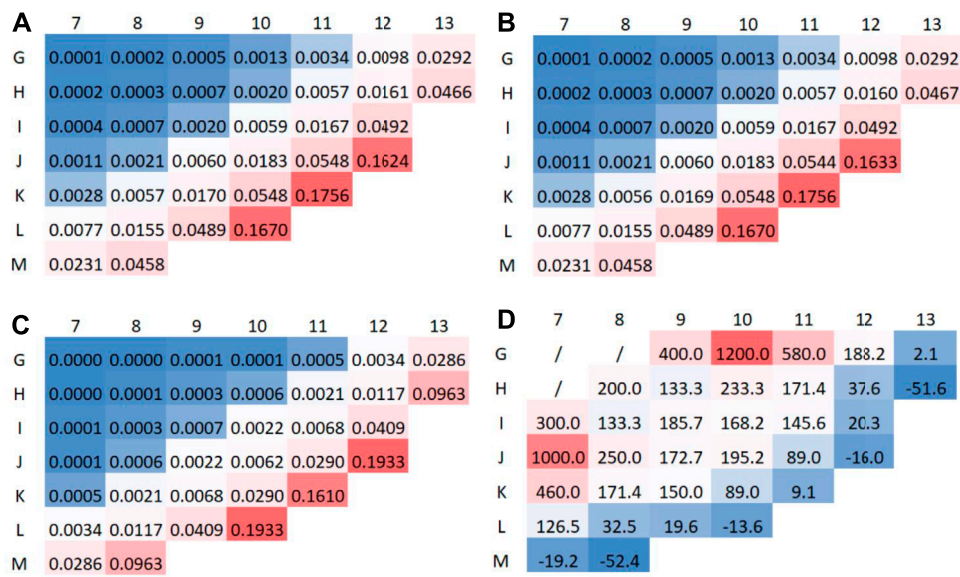 A
7 8 9 10 11 12 13
G 0.0001 0.0002 0.0005 0.0013 0.0034 0.0098 0.0292
H 0.0002 0.0003 0.0007 0.0020 0.0057 0.0161 0.0466
I 0.0004 0.0007 0.0020 0.0059 0.0167 0.0492
J 0.0011 0.0021 0.0060 0.0183 0.0548 0.1624
K 0.0028 0.0057 0.0170 0.0548 0.1756
L 0.0077 0.0155 0.0489 0.1670
M 0.0231 0.0458
B
7 8 9 10 11 12 13
G 0.0001 0.0002 0.0005 0.0013 0.0034 0.0098 0.0292
H 0.0002 0.0003 0.0007 0.0020 0.0057 0.0160 0.0467
I 0.0004 0.0007 0.0020 0.0059 0.0167 0.0492
J 0.0011 0.0021 0.0060 0.0183 0.0544 0.1633
K 0.0028 0.0056 0.0169 0.0548 0.1756
L 0.0077 0.0155 0.0489 0.1670
M 0.0231 0.0458
C
7 8 9 10 11 12 13
G 0.0000 0.0000 0.0001 0.0001 0.0005 0.0034 0.0286
H 0.0000 0.0001 0.0003 0.0006 0.0021 0.0117 0.0963
I 0.0001 0.0003 0.0007 0.0022 0.0068 0.0409
J 0.0001 0.0006 0.0022 0.0062 0.0290 0.1933
K 0.0005 0.0021 0.0068 0.0290 0.1610
L 0.0034 0.0117 0.0409 0.1933
M 0.0286 0.0963
D
7 8 9 10 11 12 13
G / / 400.0 1200.0 580.0 188.2 2.1
H / 200.0 133.3 233.3 171.4 37.6 -51.6
I 300.0 133.3 185.7 168.2 145.6 20.3
J 1000.0 250.0 172.7 195.2 89.0 -16.0
K 460.0 171.4 150.0 89.0 9.1
L 126.5 32.5 19.6 -13.6
M -19.2 -52.4